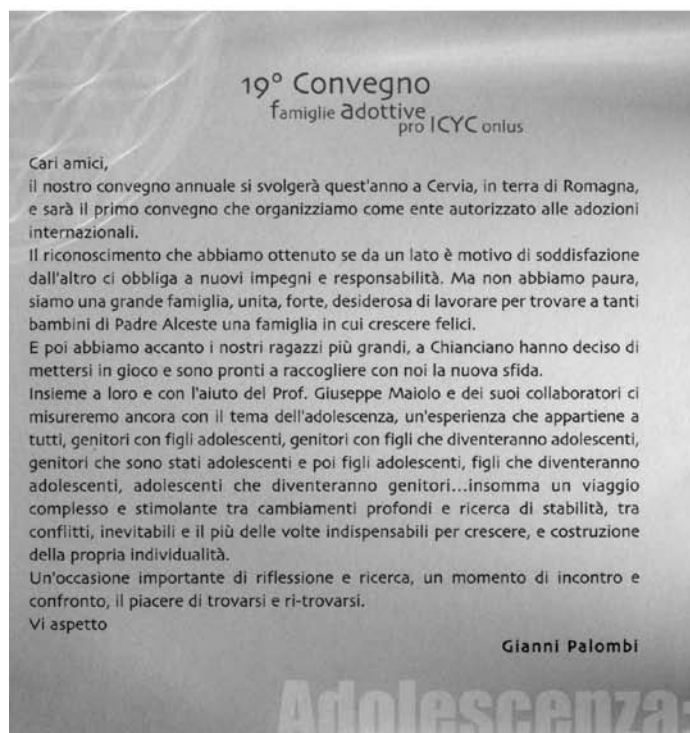 19° Convegno
famiglie adottive
pro ICYC onlus
Cari amici,
il nostro convegno annuale si svolgerà quest'anno a Cervia, in terra di Romagna,
e sarà il primo convegno che organizziamo come ente autorizzato alle adozioni
internazionali.
Il riconoscimento che abbiamo ottenuto se da un lato è motivo di soddisfazione
dall'altro ci obbliga a nuovi impegni e responsabilità. Ma non abbiamo paura,
siamo una grande famiglia, unita, forte, desiderosa di lavorare per trovare a tanti
bambini di Padre Alceste una famiglia in cui crescere felici.
E poi abbiamo accanto i nostri ragazzi più grandi, a Chianciano hanno deciso di
mettersi in gioco e sono pronti a raccogliere con noi la nuova sfida.
Insieme a loro e con l'aiuto del Prof. Giuseppe Maiolo e dei suoi collaboratori ci
misureremo ancora con il tema dell'adolescenza, un'esperienza che appartiene a
tutti, genitori con figli adolescenti, genitori con figli che diventeranno adolescenti,
genitori che sono stati adolescenti e poi figli adolescenti, figli che diventeranno
adolescenti, adolescenti che diventeranno genitori...insomma un viaggio
complesso e stimolante tra cambiamenti profondi e ricerca di stabilità, tra
conflitti, inevitabili e il più delle volte indispensabili per crescere, e costruzione
della propria individualità.
Un'occasione importante di riflessione e ricerca, un momento di incontro e
confronto, il piacere di trovarsi e ri-trovarsi.
Vi aspetto
Gianni Palombi
Adolescenza: